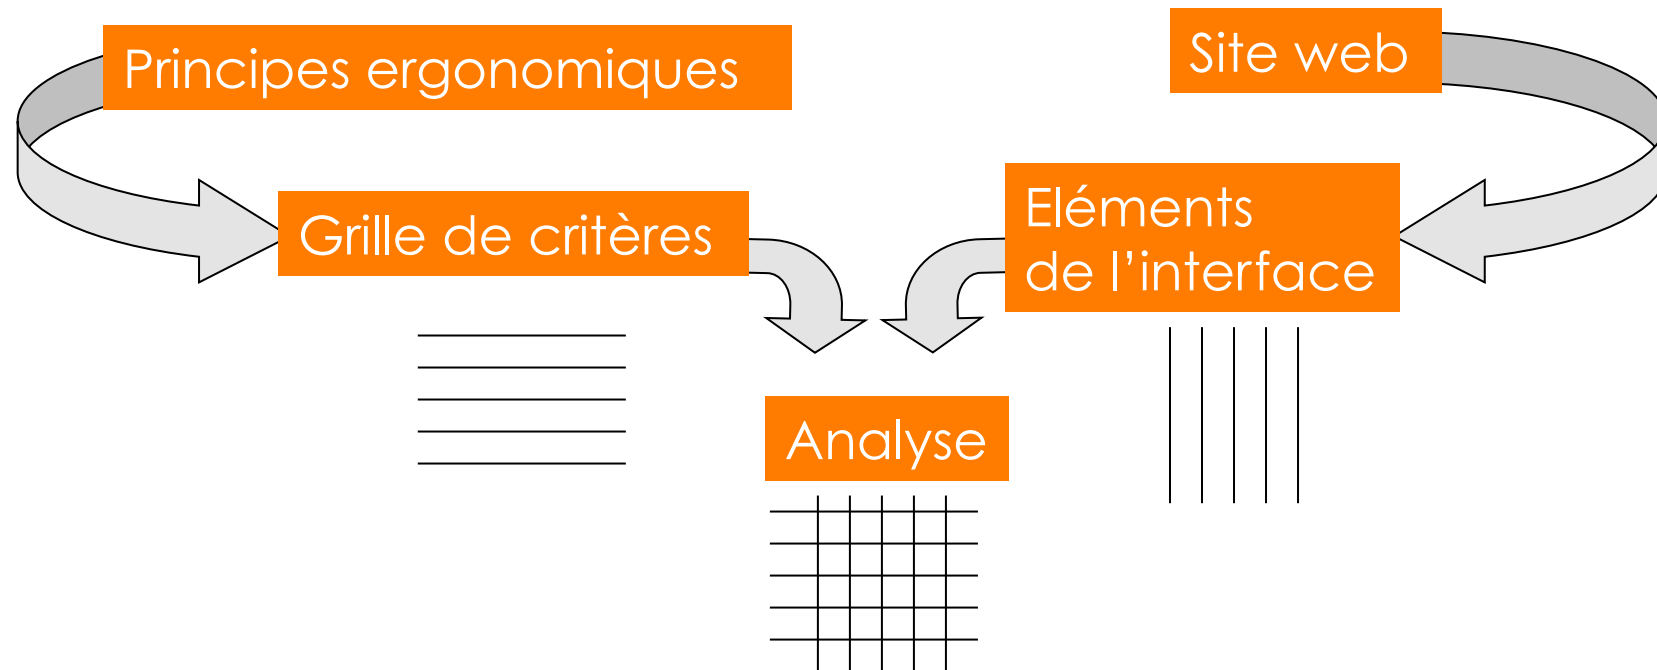 Principes ergonomiques
Site web
Grille de critères
Eléments
de l’interface
Analyse